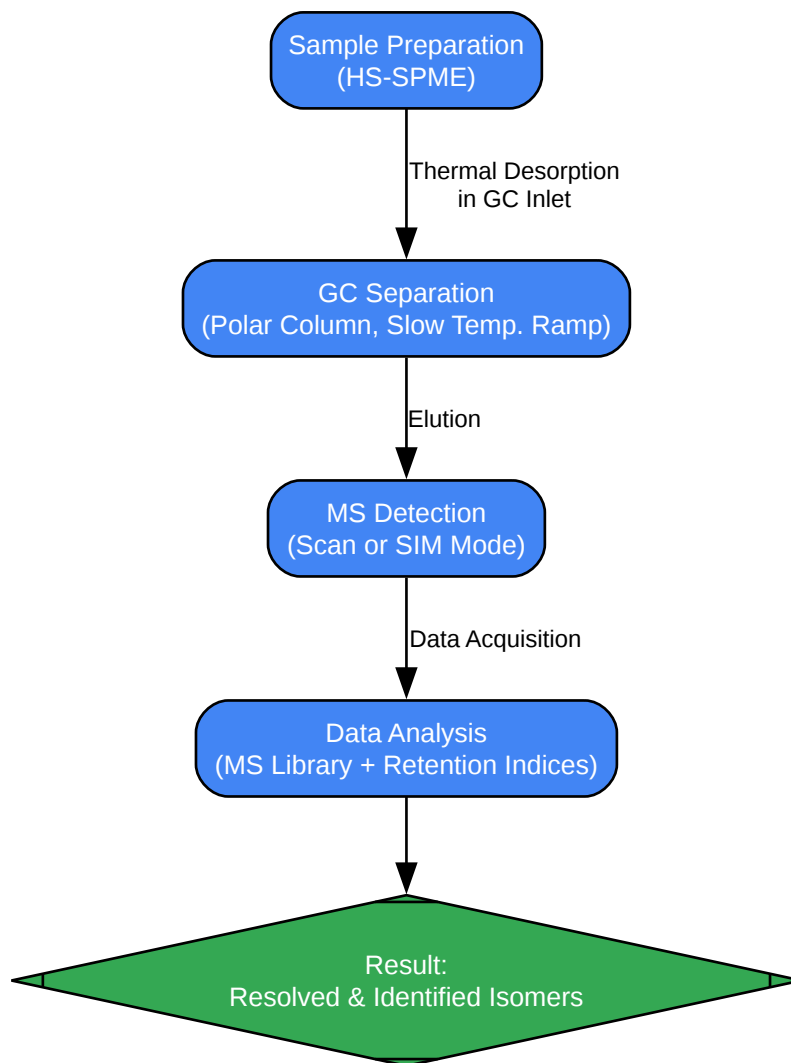 Sample Preparation
(HS-SPME)
Thermal Desorption
in GC Inlet
GC Separation
(Polar Column, Slow Temp. Ramp)
Elution
MS Detection
(Scan or SIM Mode)
Data Acquisition
Data Analysis
(MS Library + Retention Indices)
Result:
Resolved & Identified Isomers